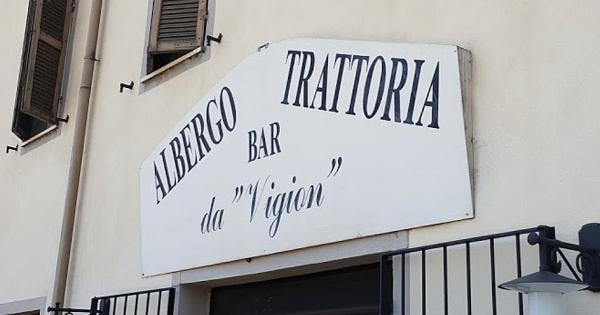 ALBERGO
TRATTORIA
BAR
da "Vigion"